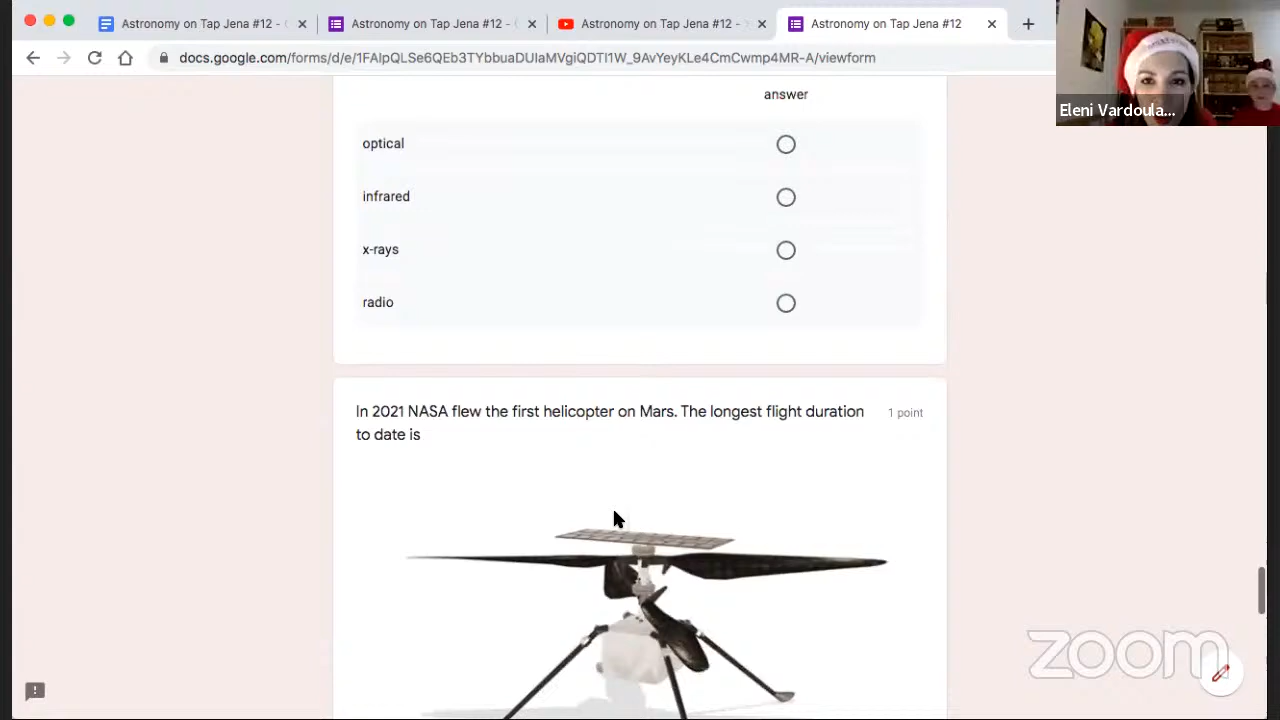 Astronomy on Tap Jena #12 -
Astronomy on Tap Jena #12 -
Astronomy on Tap Jena #12 -
Astronomy on Tap Jena #12
docs.google.com/forms/d/e/1FAIpQLSe6QEb3TYbbuaDUIaMVgiQDTI1W_9AvYeyKLe4CmCwmp4MR-A/viewform
Eleni Vardoula...
answer
optical
infrared
x-rays
radio
In 2021 NASA flew the first helicopter on Mars. The longest flight duration
1 point
to date is
zoom